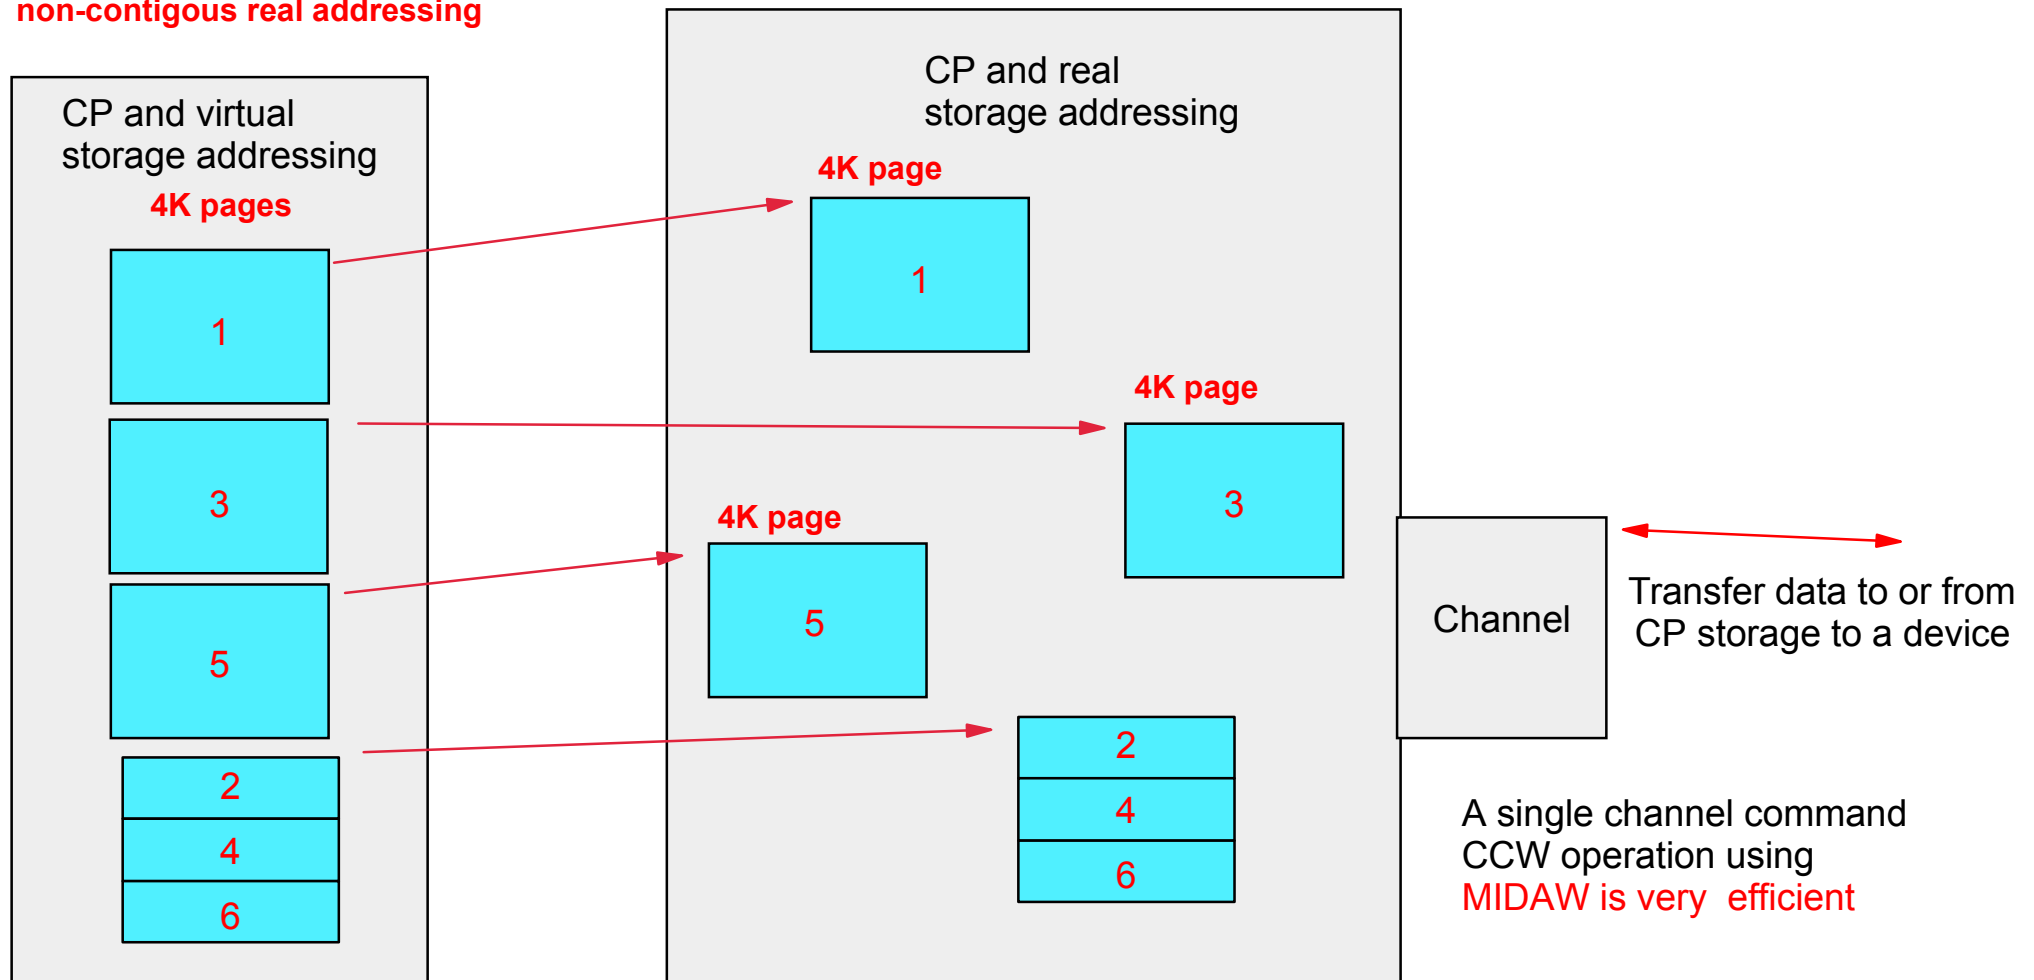 non-contigous real addressing
CP and virtual
storage addressing
4K pages
1
3
5
2
4
6
CP and real
storage addressing
4K page
1
4K page
3
4K page
5
2
4
6
Channel
Transfer data to or from
CP storage to a device
A single channel command
CCW operation using
MIDAW is very efficient